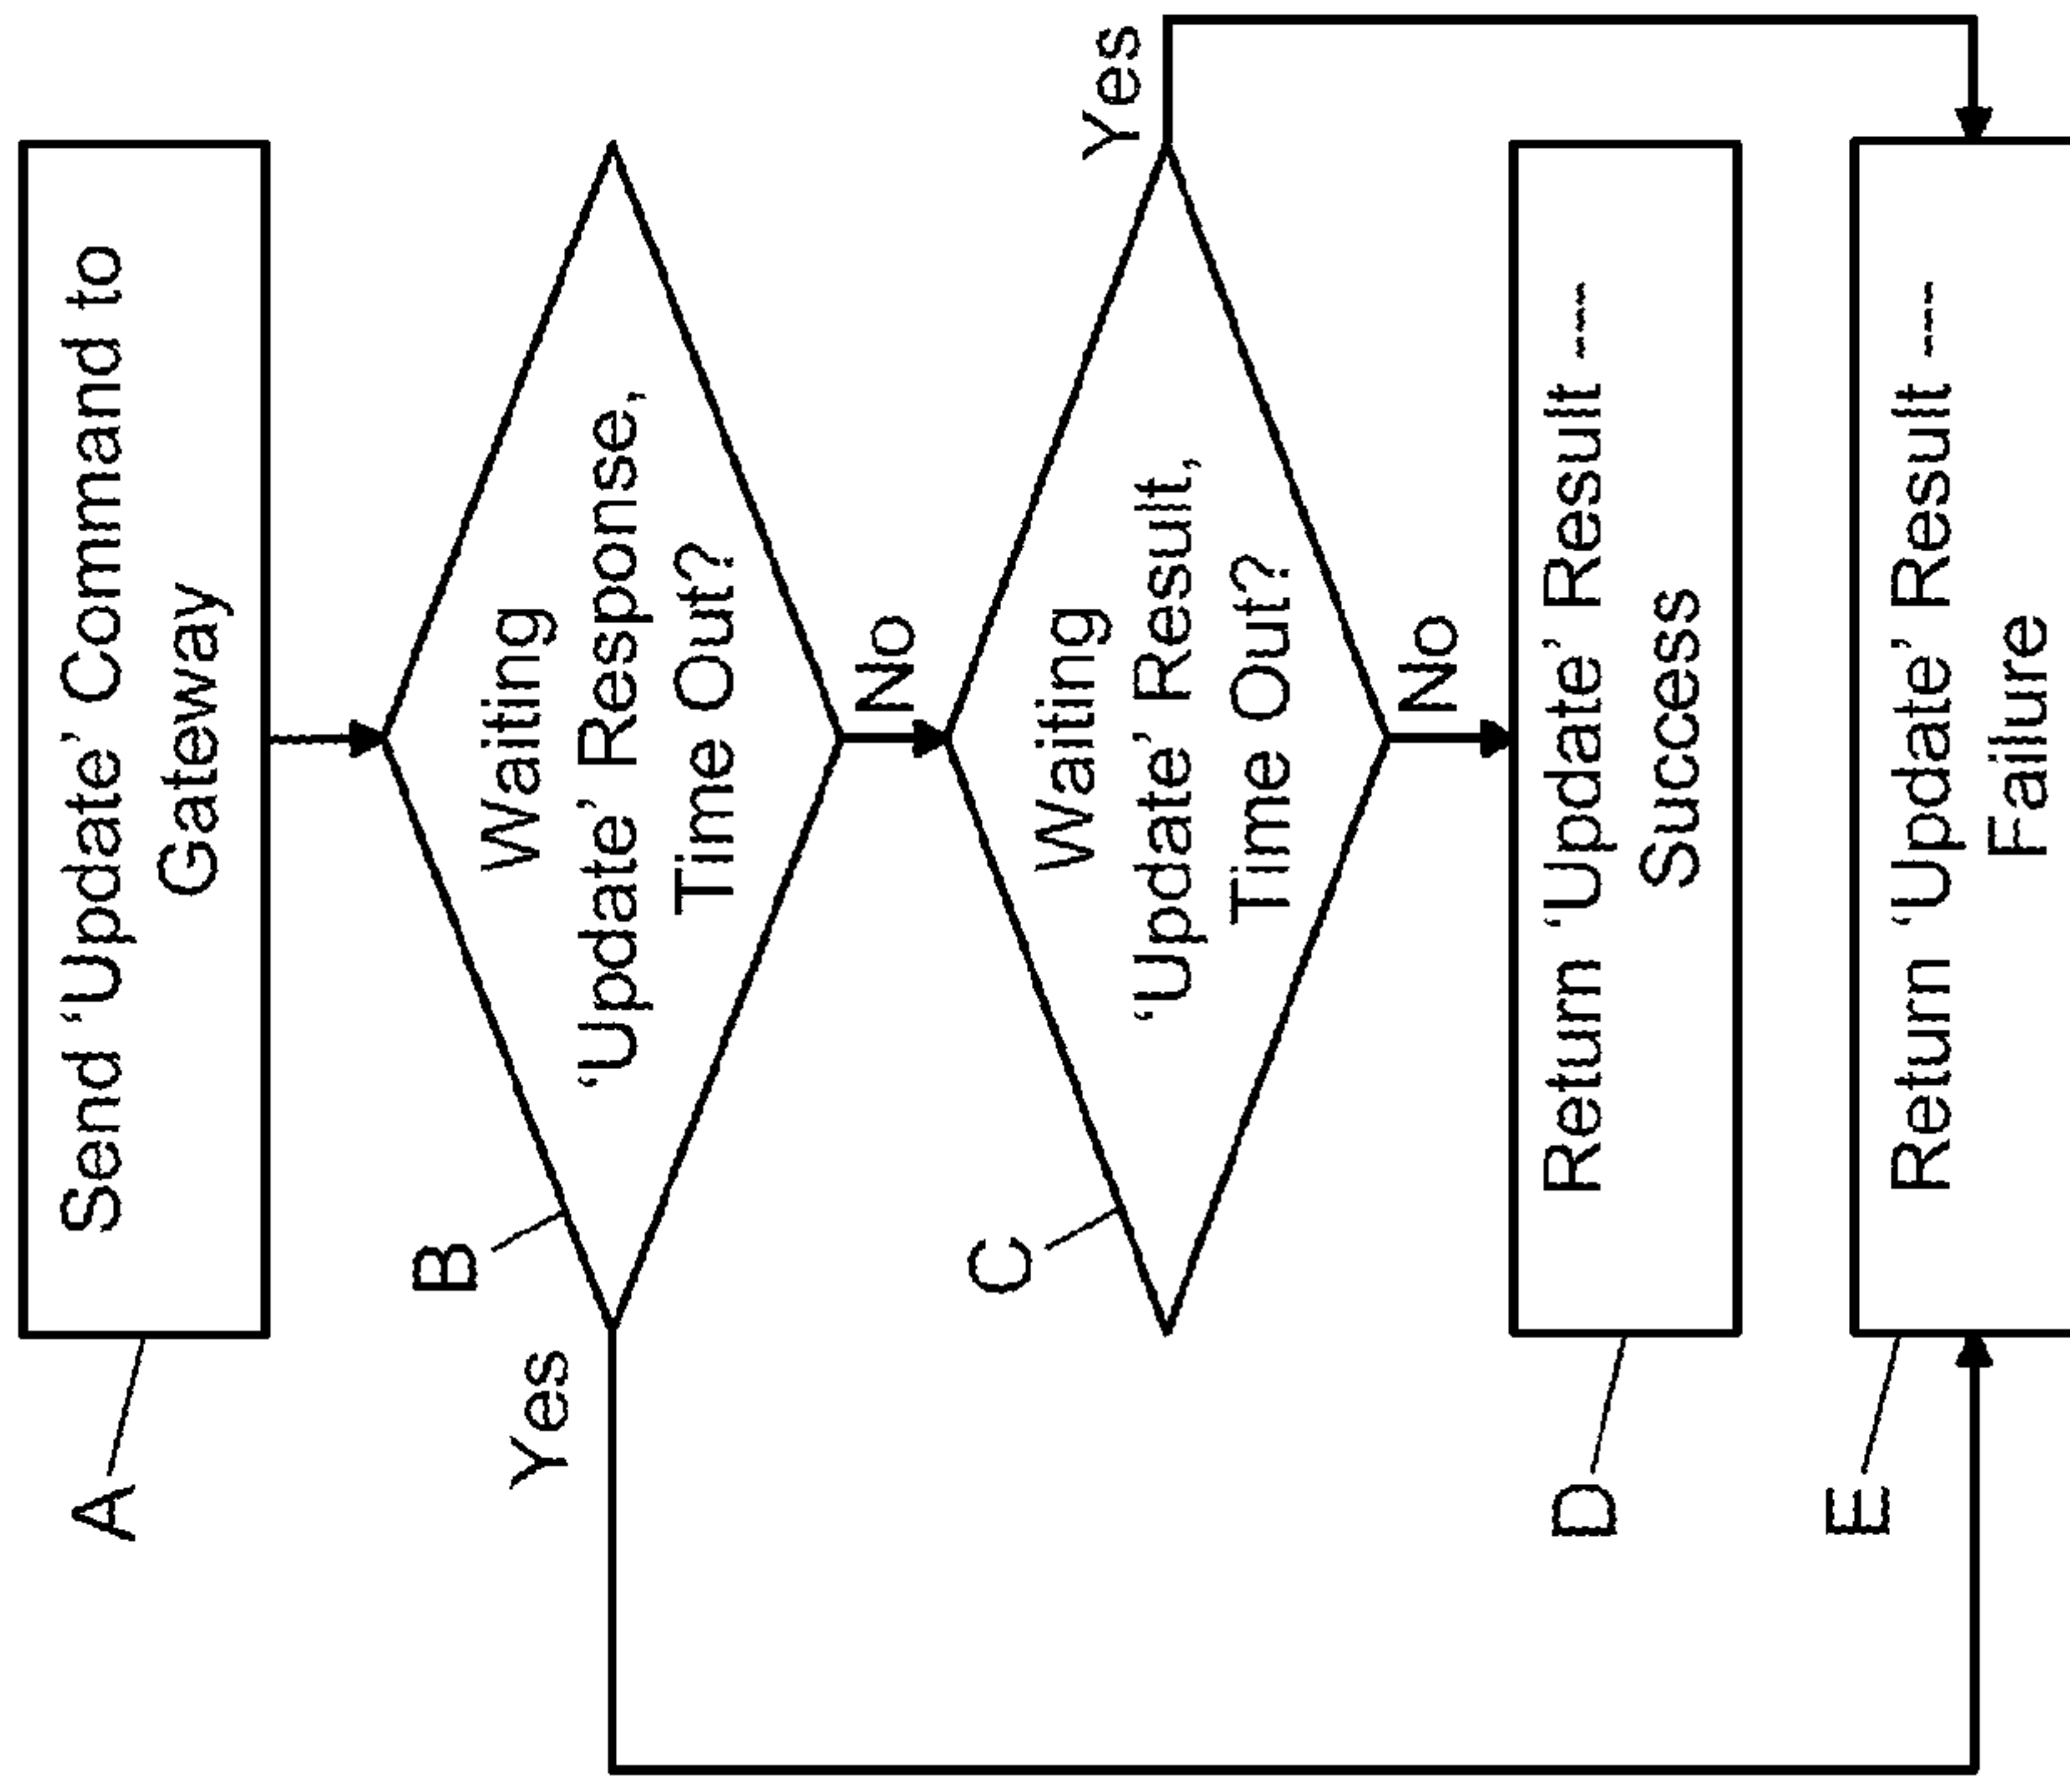 A
Send ‘Update’ Command to
Gateway
B
Waiting
‘Update’ Response,
Time Out?
Yes
No
C
Waiting
‘Update’ Result,
Time Out?
Yes
No
D
Return ‘Update’ Result ---
Success
E
Return ‘Update’ Result ---
Failure